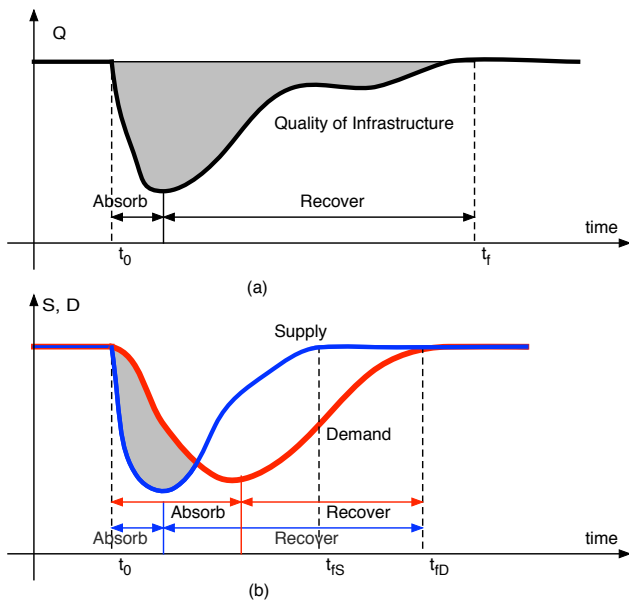 Q
Quality of Infrastructure
Absorb
Recover
time
t0
tf
(a)
S, D
Supply
Demand
Absorb
Recover
Absorb
Recover
time
t0
tfS
tfD
(b)